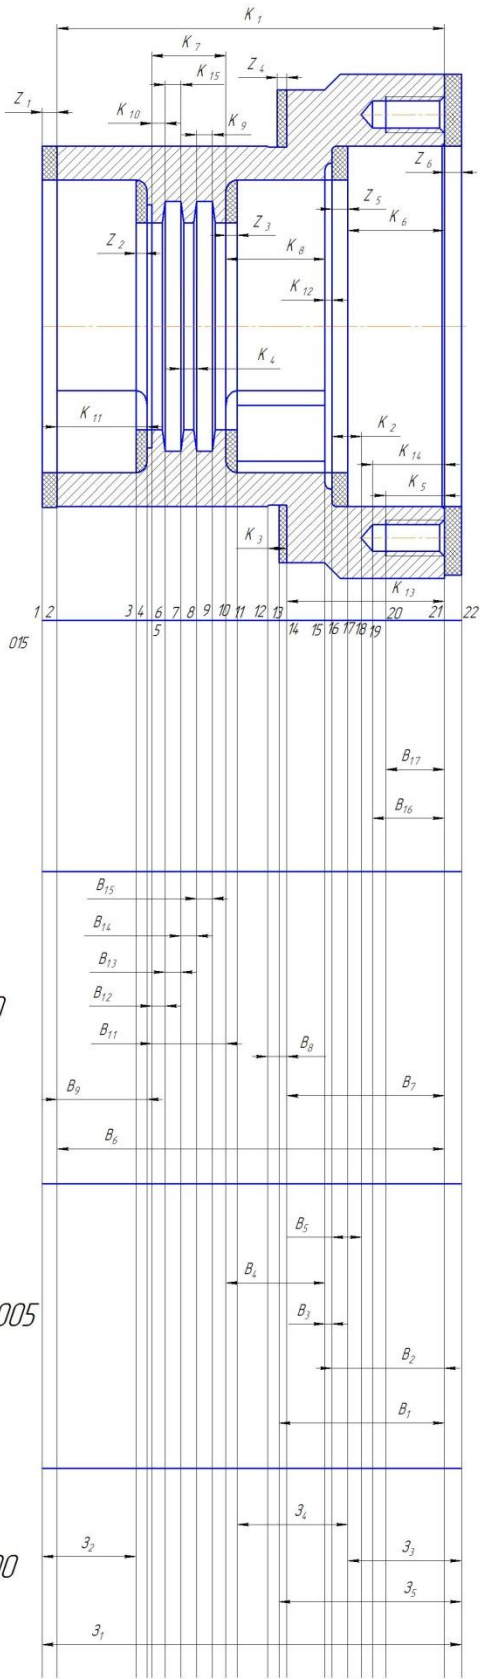 K₁
K₇
K₁₅
Z₄
Z₁
K₁₀
K₉
Z₆
Z₅
Z₂
Z₃
K₆
K₈
K₁₂
K₄
K₁₁
K₂
K₁₄
K₅
K₃
K₁₃
1 2 3 4 6 7 8 9 10 11 12 13 20 21 22
5 14 15 16 17 18 19
015
B₁₇
B₁₆
B₁₅
B₁₄
B₁₃
B₁₂
B₁₁
B₈
B₉
B₇
B₆
B₅
B₄
005
B₃
B₂
B₁
З₄
З₂
З₃
З₅
З₁